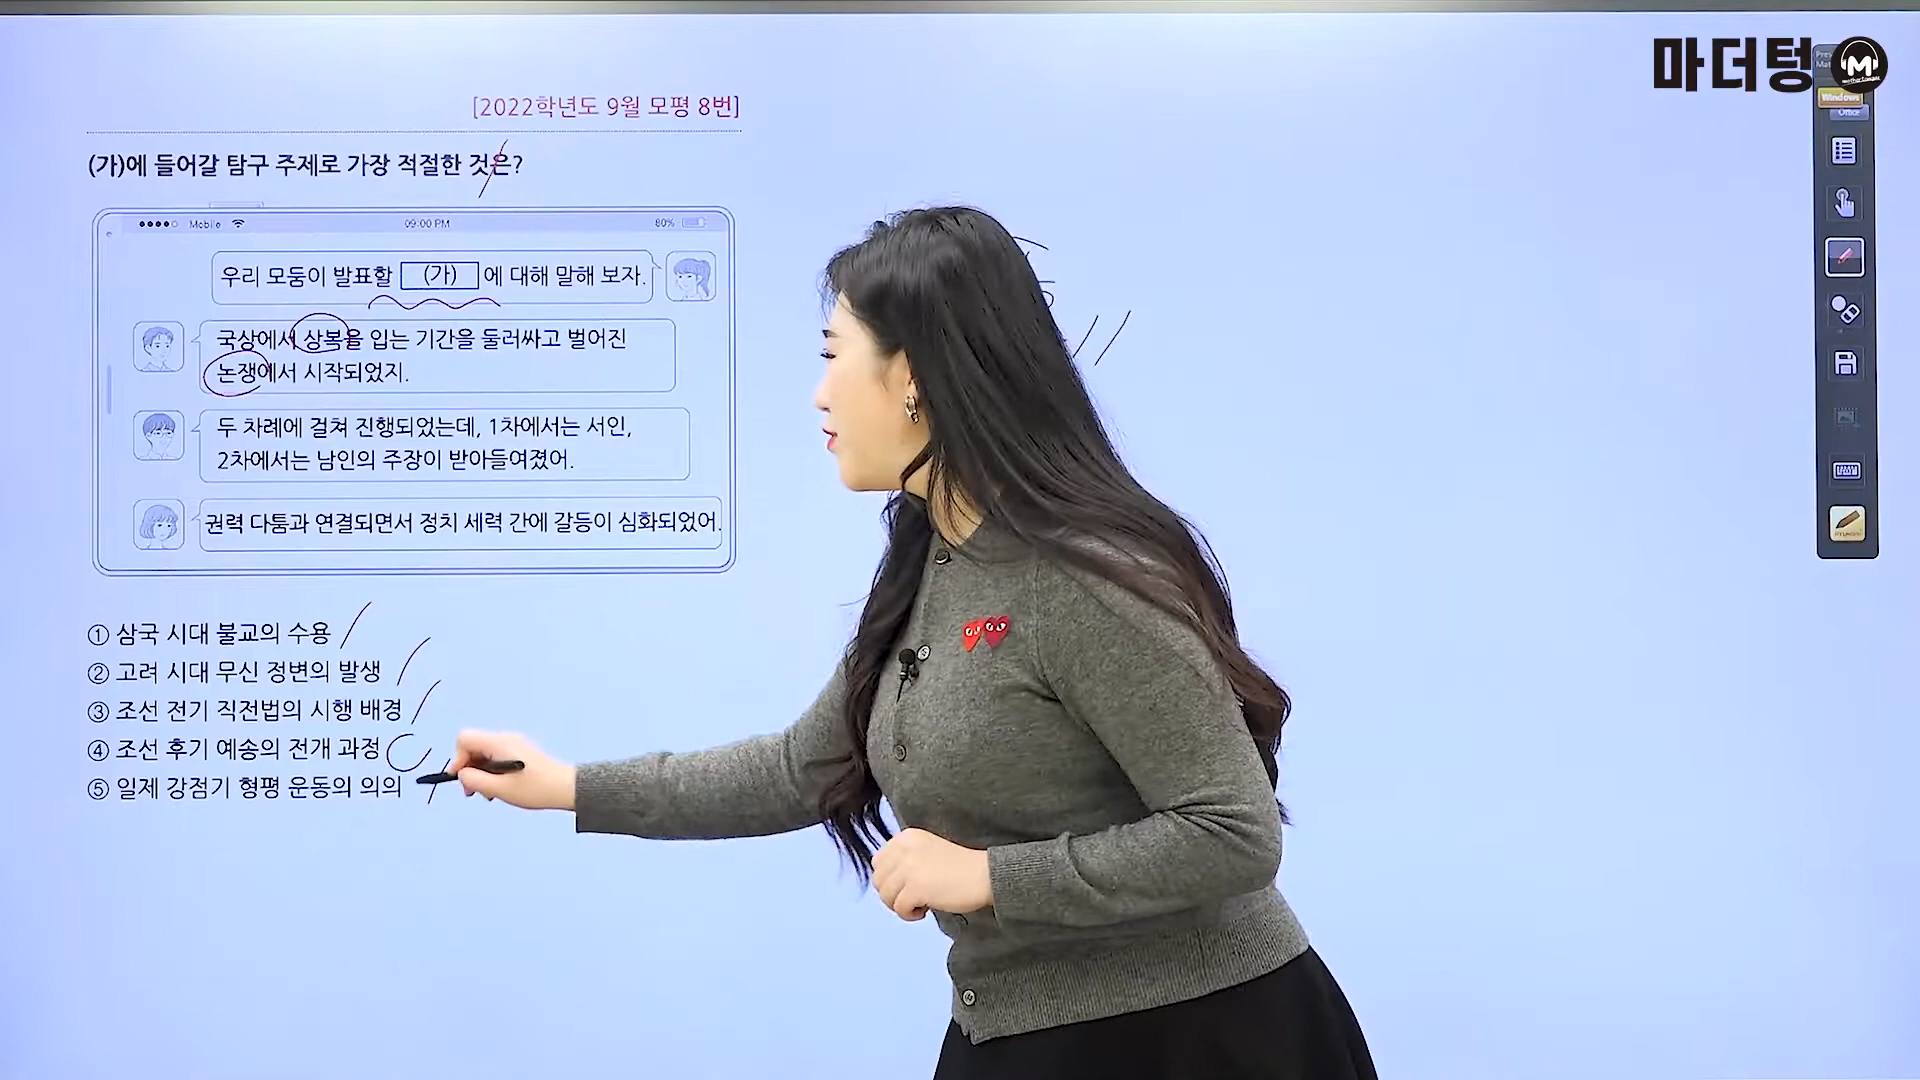 마더텅
[2022학년도 9월 모평 8번]
(가)에 들어갈 탐구 주제로 가장 적절한 것은?
Mobile 09:00 PM 80%
우리 모둠이 발표할 (가) 에 대해 말해 보자.
국상에서 상복을 입는 기간을 둘러싸고 벌어진
논쟁에서 시작되었지.
두 차례에 걸쳐 진행되었는데, 1차에서는 서인,
2차에서는 남인의 주장이 받아들여졌어.
권력 다툼과 연결되면서 정치 세력 간에 갈등이 심화되었어.
① 삼국 시대 불교의 수용
② 고려 시대 무신 정변의 발생
③ 조선 전기 직전법의 시행 배경
④ 조선 후기 예송의 전개 과정
⑤ 일제 강점기 형평 운동의 의의
Windows
Office